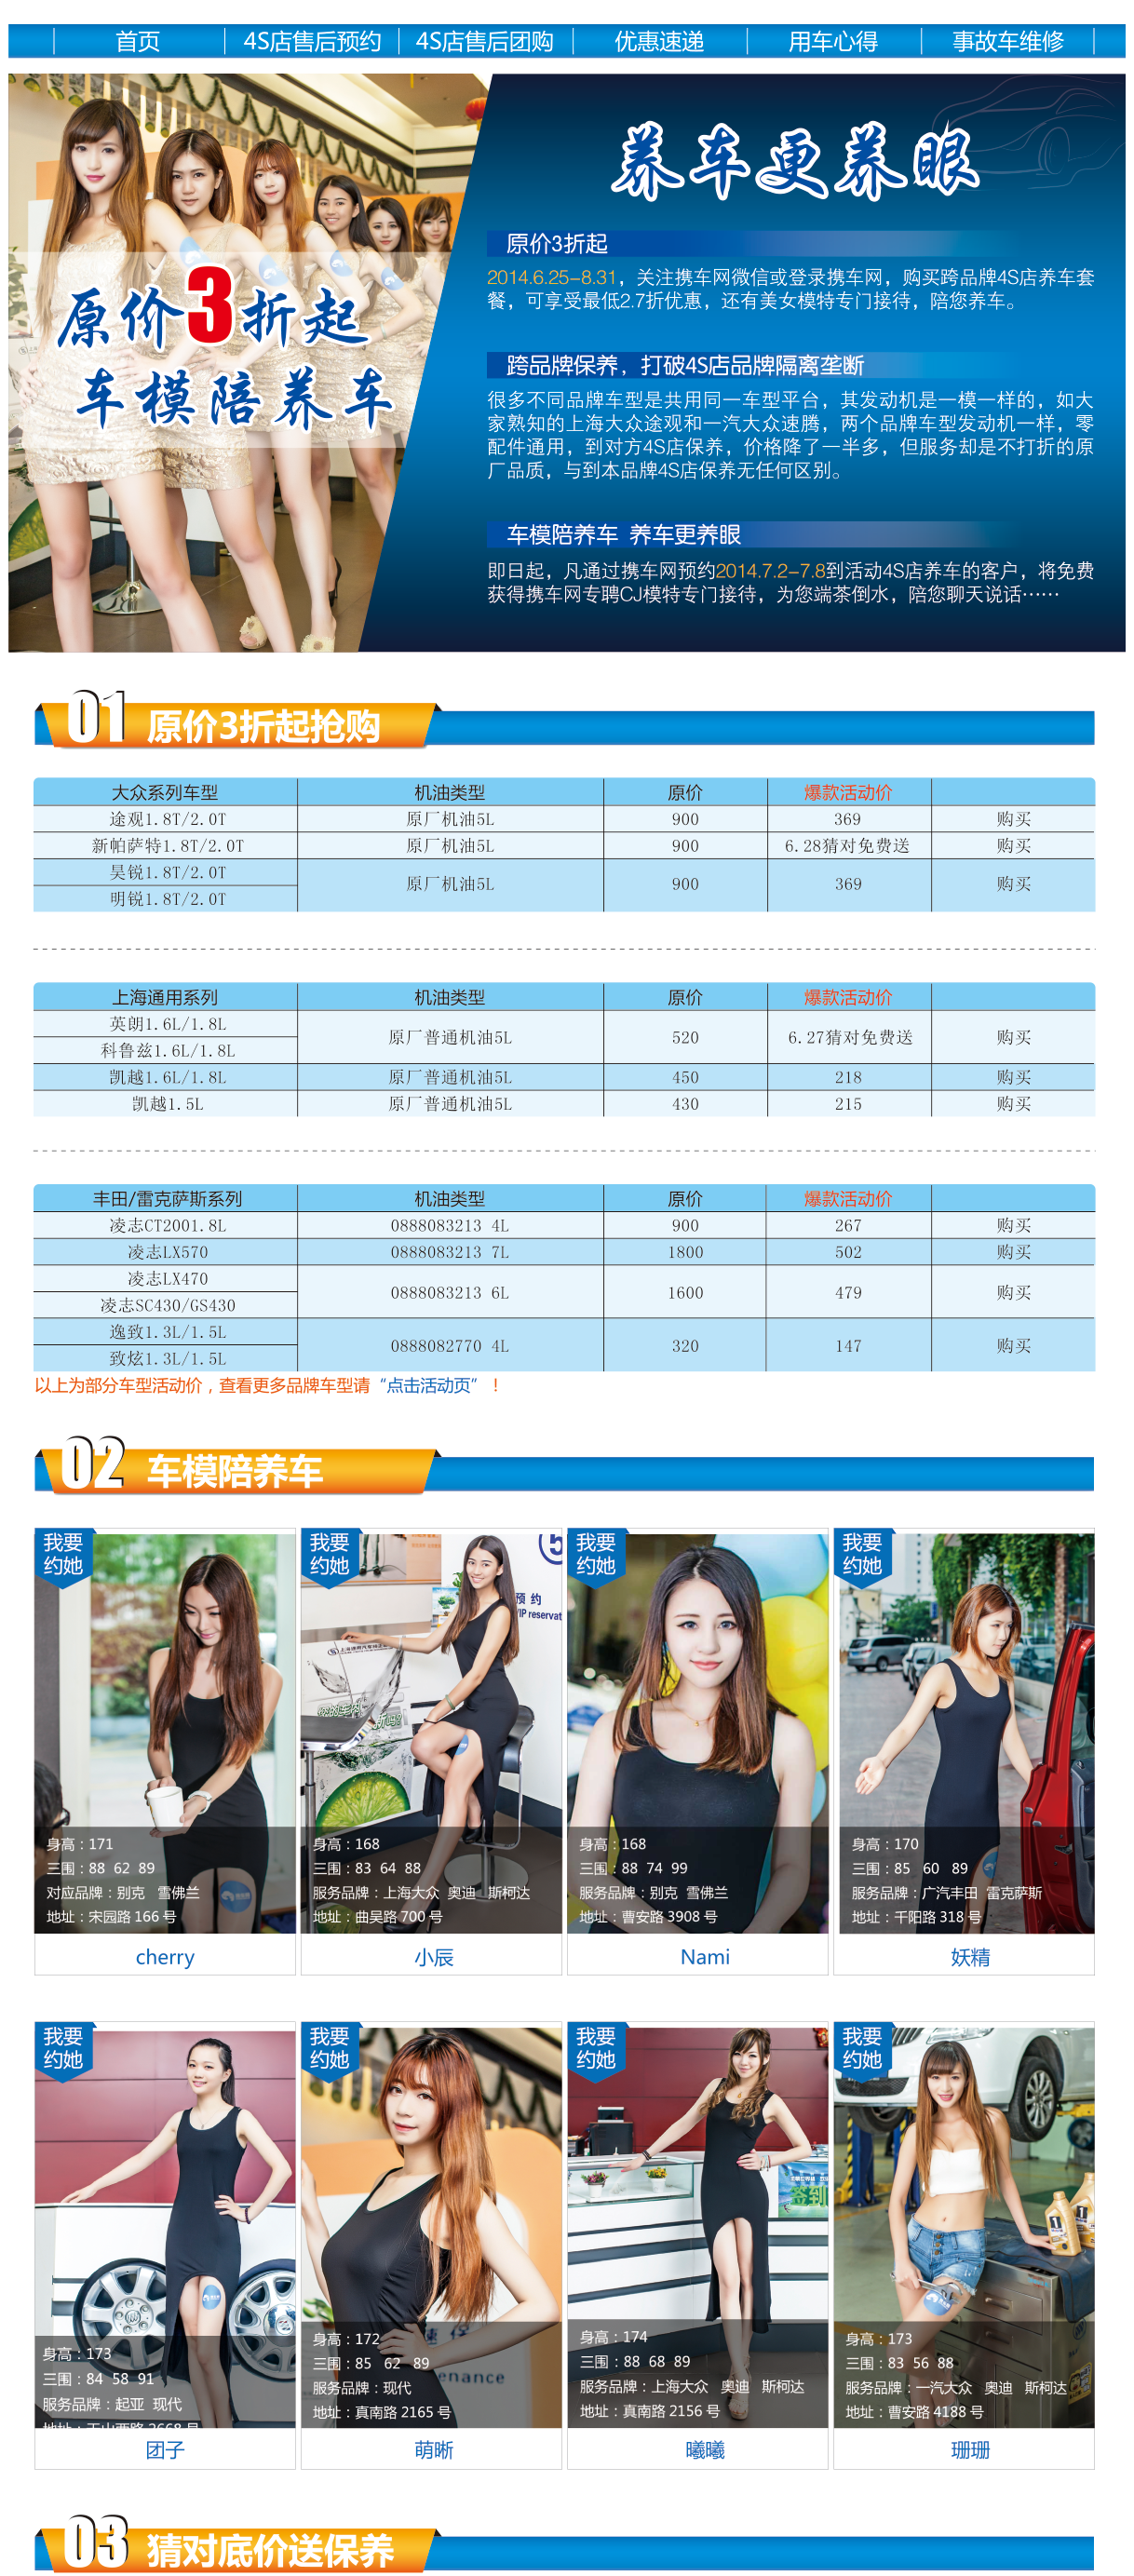 首页 4S店售后预约 4S店售后团购 优惠速递 用车心得 事故车维修
养车更养眼
原价3折起
车模陪养车
原价3折起
2014.6.25-8.31，关注携车网微信或登录携车网，购买跨品牌4S店养车套
餐，可享受最低2.7折优惠，还有美女模特专门接待，陪您养车。
跨品牌保养，打破4S店品牌隔离垄断
很多不同品牌车型是共用同一车型平台，其发动机是一模一样的，如大
家熟知的上海大众途观和一汽大众速腾，两个品牌车型发动机一样，零
配件通用，到对方4S店保养，价格降了一半多，但服务却是不打折的原
厂品质，与到本品牌4S店保养无任何区别。
车模陪养车 养车更养眼
即日起，凡通过携车网预约2014.7.2-7.8到活动4S店养车的客户，将免费
获得携车网专聘CJ模特专门接待，为您端茶倒水，陪您聊天说话……
01 原价3折起抢购
大众系列车型 机油类型 原价 爆款活动价
途观1.8T/2.0T 原厂机油5L 900 369 购买
新帕萨特1.8T/2.0T 原厂机油5L 900 6.28猜对免费送 购买
昊锐1.8T/2.0T
原厂机油5L 900 369 购买
明锐1.8T/2.0T
上海通用系列 机油类型 原价 爆款活动价
英朗1.6L/1.8L
原厂普通机油5L 520 6.27猜对免费送 购买
科鲁兹1.6L/1.8L
凯越1.6L/1.8L 原厂普通机油5L 450 218 购买
凯越1.5L 原厂普通机油5L 430 215 购买
丰田/雷克萨斯系列 机油类型 原价 爆款活动价
凌志CT2001.8L 0888083213 4L 900 267 购买
凌志LX570 0888083213 7L 1800 502 购买
凌志LX470
0888083213 6L 1600 479 购买
凌志SC430/GS430
逸致1.3L/1.5L
0888082770 4L 320 147 购买
致炫1.3L/1.5L
以上为部分车型活动价，查看更多品牌车型请“点击活动页”！
02 车模陪养车
我要
约她
身高：171
三围：88 62 89
对应品牌：别克 雪佛兰
地址：宋园路166号
cherry
我要
约她
5
预约
VIP reservat
身高：168
三围：83 64 88
服务品牌：上海大众 奥迪 斯柯达
地址：曲吴路700号
小辰
我要
约她
身高：168
三围：88 74 99
服务品牌：别克 雪佛兰
地址：曹安路3908号
Nami
我要
约她
身高：170
三围：85 60 89
服务品牌：广汽丰田 雷克萨斯
地址：千阳路318号
妖精
我要
约她
身高：173
三围：84 58 91
服务品牌：起亚 现代
团子
我要
约她
身高：172
三围：85 62 89
服务品牌：现代
地址：真南路2165号
enance
萌晰
我要
约她
签到
身高：174
三围：88 68 89
服务品牌：上海大众 奥迪 斯柯达
地址：真南路2156号
曦曦
我要
约她
身高：173
三围：83 56 88
服务品牌：一汽大众 奥迪 斯柯达
地址：曹安路4188号
珊珊
03 猜对底价送保养